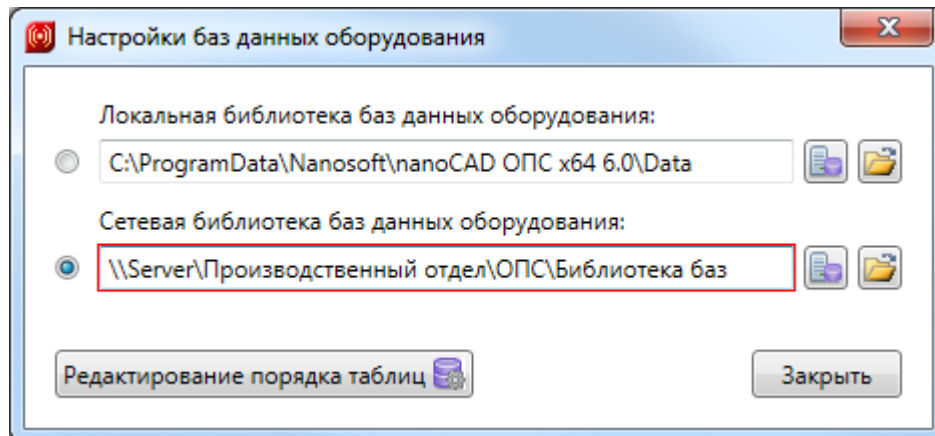 Настройки баз данных оборудования
Локальная библиотека баз данных оборудования:
C:\ProgramData\Nanosoft\nanoCAD ОПС x64 6.0\Data
Сетевая библиотека баз данных оборудования:
\\Server\Производственный отдел\ОПС\Библиотека баз
Редактирование порядка таблиц
Закрыть